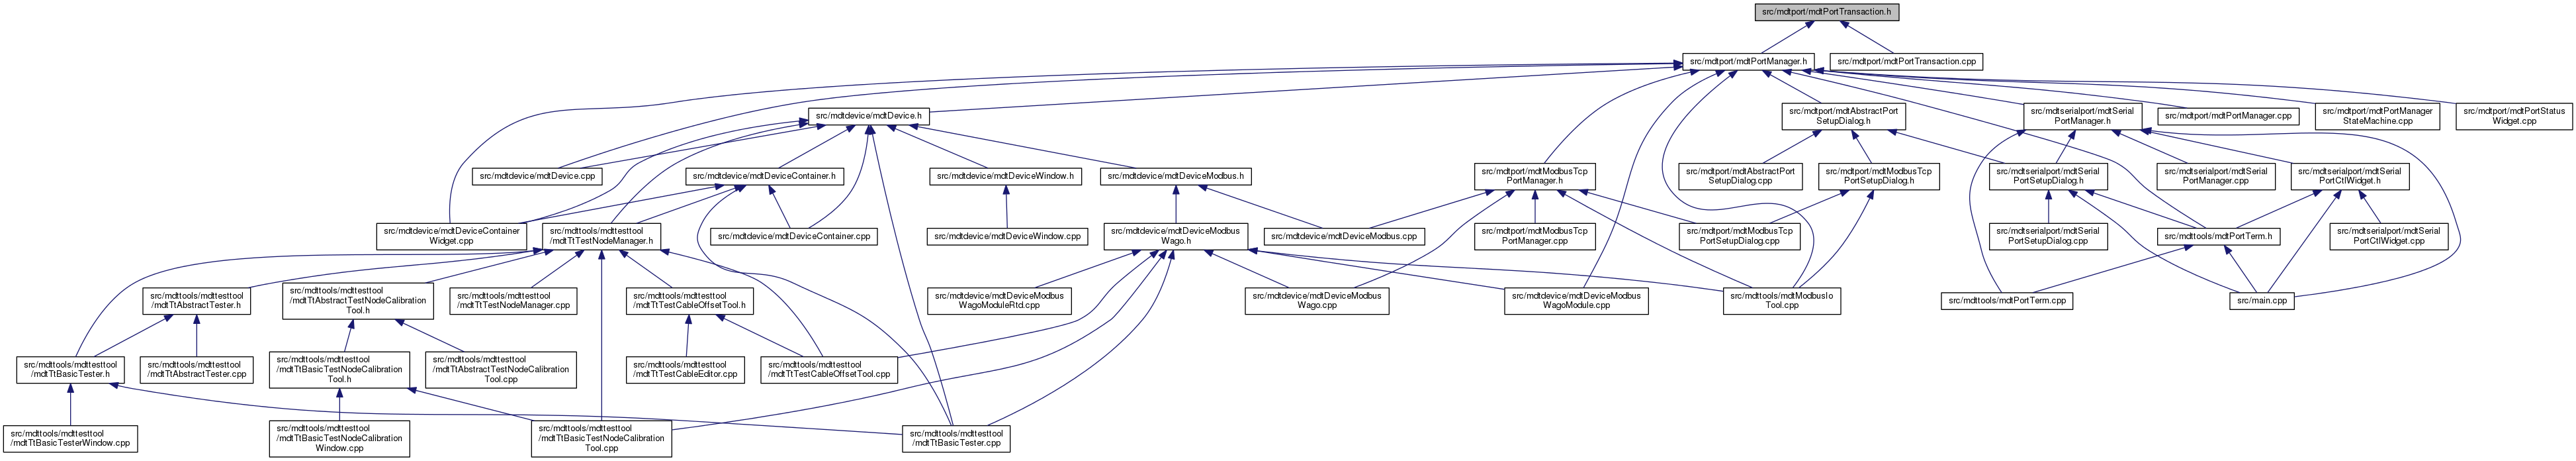 src/mdtport/mdtPortTransaction.h
src/mdtport/mdtPortManager.h
src/mdtport/mdtPortTransaction.cpp
src/mdtdevice/mdtDevice.h
src/mdtport/mdtAbstractPort
SetupDialog.h
src/mdtserialport/mdtSerial
PortManager.h
src/mdtport/mdtPortManager.cpp
src/mdtport/mdtPortManager
StateMachine.cpp
src/mdtport/mdtPortStatus
Widget.cpp
src/mdtdevice/mdtDevice.cpp
src/mdtdevice/mdtDeviceContainer.h
src/mdtdevice/mdtDeviceWindow.h
src/mdtdevice/mdtDeviceModbus.h
src/mdtport/mdtModbusTcp
PortManager.h
src/mdtport/mdtAbstractPort
SetupDialog.cpp
src/mdtport/mdtModbusTcp
PortSetupDialog.h
src/mdtserialport/mdtSerial
PortSetupDialog.h
src/mdtserialport/mdtSerial
PortManager.cpp
src/mdtserialport/mdtSerial
PortCtlWidget.h
src/mdtdevice/mdtDeviceContainer
Widget.cpp
src/mdttools/mdttesttool
/mdtTtTestNodeManager.h
src/mdtdevice/mdtDeviceContainer.cpp
src/mdtdevice/mdtDeviceWindow.cpp
src/mdtdevice/mdtDeviceModbus
Wago.h
src/mdtdevice/mdtDeviceModbus.cpp
src/mdtport/mdtModbusTcp
PortManager.cpp
src/mdtport/mdtModbusTcp
PortSetupDialog.cpp
src/mdtserialport/mdtSerial
PortSetupDialog.cpp
src/mdttools/mdtPortTerm.h
src/mdtserialport/mdtSerial
PortCtlWidget.cpp
src/mdttools/mdttesttool
/mdtTtAbstractTester.h
src/mdttools/mdttesttool
/mdtTtAbstractTestNodeCalibration
Tool.h
src/mdttools/mdttesttool
/mdtTtTestNodeManager.cpp
src/mdttools/mdttesttool
/mdtTtTestCableOffsetTool.h
src/mdtdevice/mdtDeviceModbus
WagoModuleRtd.cpp
src/mdtdevice/mdtDeviceModbus
Wago.cpp
src/mdtdevice/mdtDeviceModbus
WagoModule.cpp
src/mdttools/mdtModbusIo
Tool.cpp
src/mdttools/mdtPortTerm.cpp
src/main.cpp
src/mdttools/mdttesttool
/mdtTtBasicTester.h
src/mdttools/mdttesttool
/mdtTtAbstractTester.cpp
src/mdttools/mdttesttool
/mdtTtBasicTestNodeCalibration
Tool.h
src/mdttools/mdttesttool
/mdtTtAbstractTestNodeCalibration
Tool.cpp
src/mdttools/mdttesttool
/mdtTtTestCableEditor.cpp
src/mdttools/mdttesttool
/mdtTtTestCableOffsetTool.cpp
src/mdttools/mdttesttool
/mdtTtBasicTesterWindow.cpp
src/mdttools/mdttesttool
/mdtTtBasicTestNodeCalibration
Window.cpp
src/mdttools/mdttesttool
/mdtTtBasicTestNodeCalibration
Tool.cpp
src/mdttools/mdttesttool
/mdtTtBasicTester.cpp